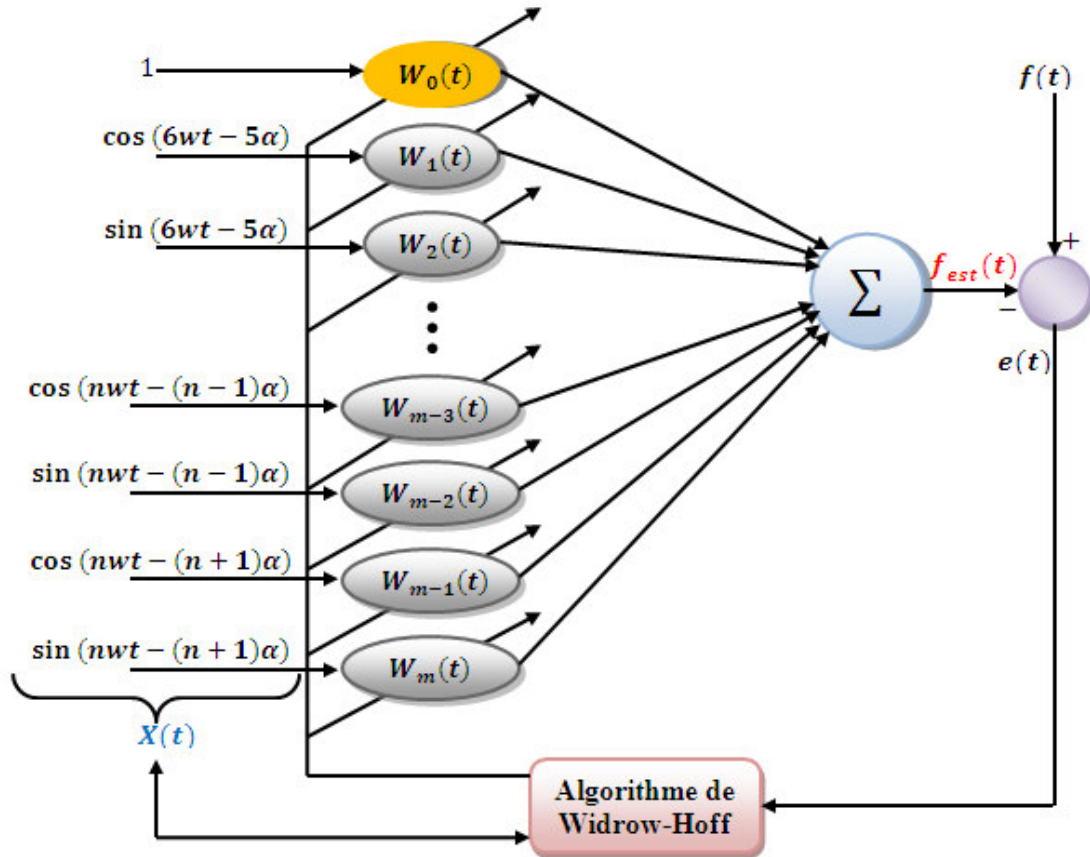 1
W₀(t)
f(t)
cos (6wt − 5α)
W₁(t)
sin (6wt − 5α)
W₂(t)
+
∑
f_est(t)
−
e(t)
cos (nwt − (n − 1)α)
W_{m−3}(t)
sin (nwt − (n − 1)α)
W_{m−2}(t)
cos (nwt − (n + 1)α)
W_{m−1}(t)
sin (nwt − (n + 1)α)
W_m(t)
X(t)
Algorithme de
Widrow-Hoff